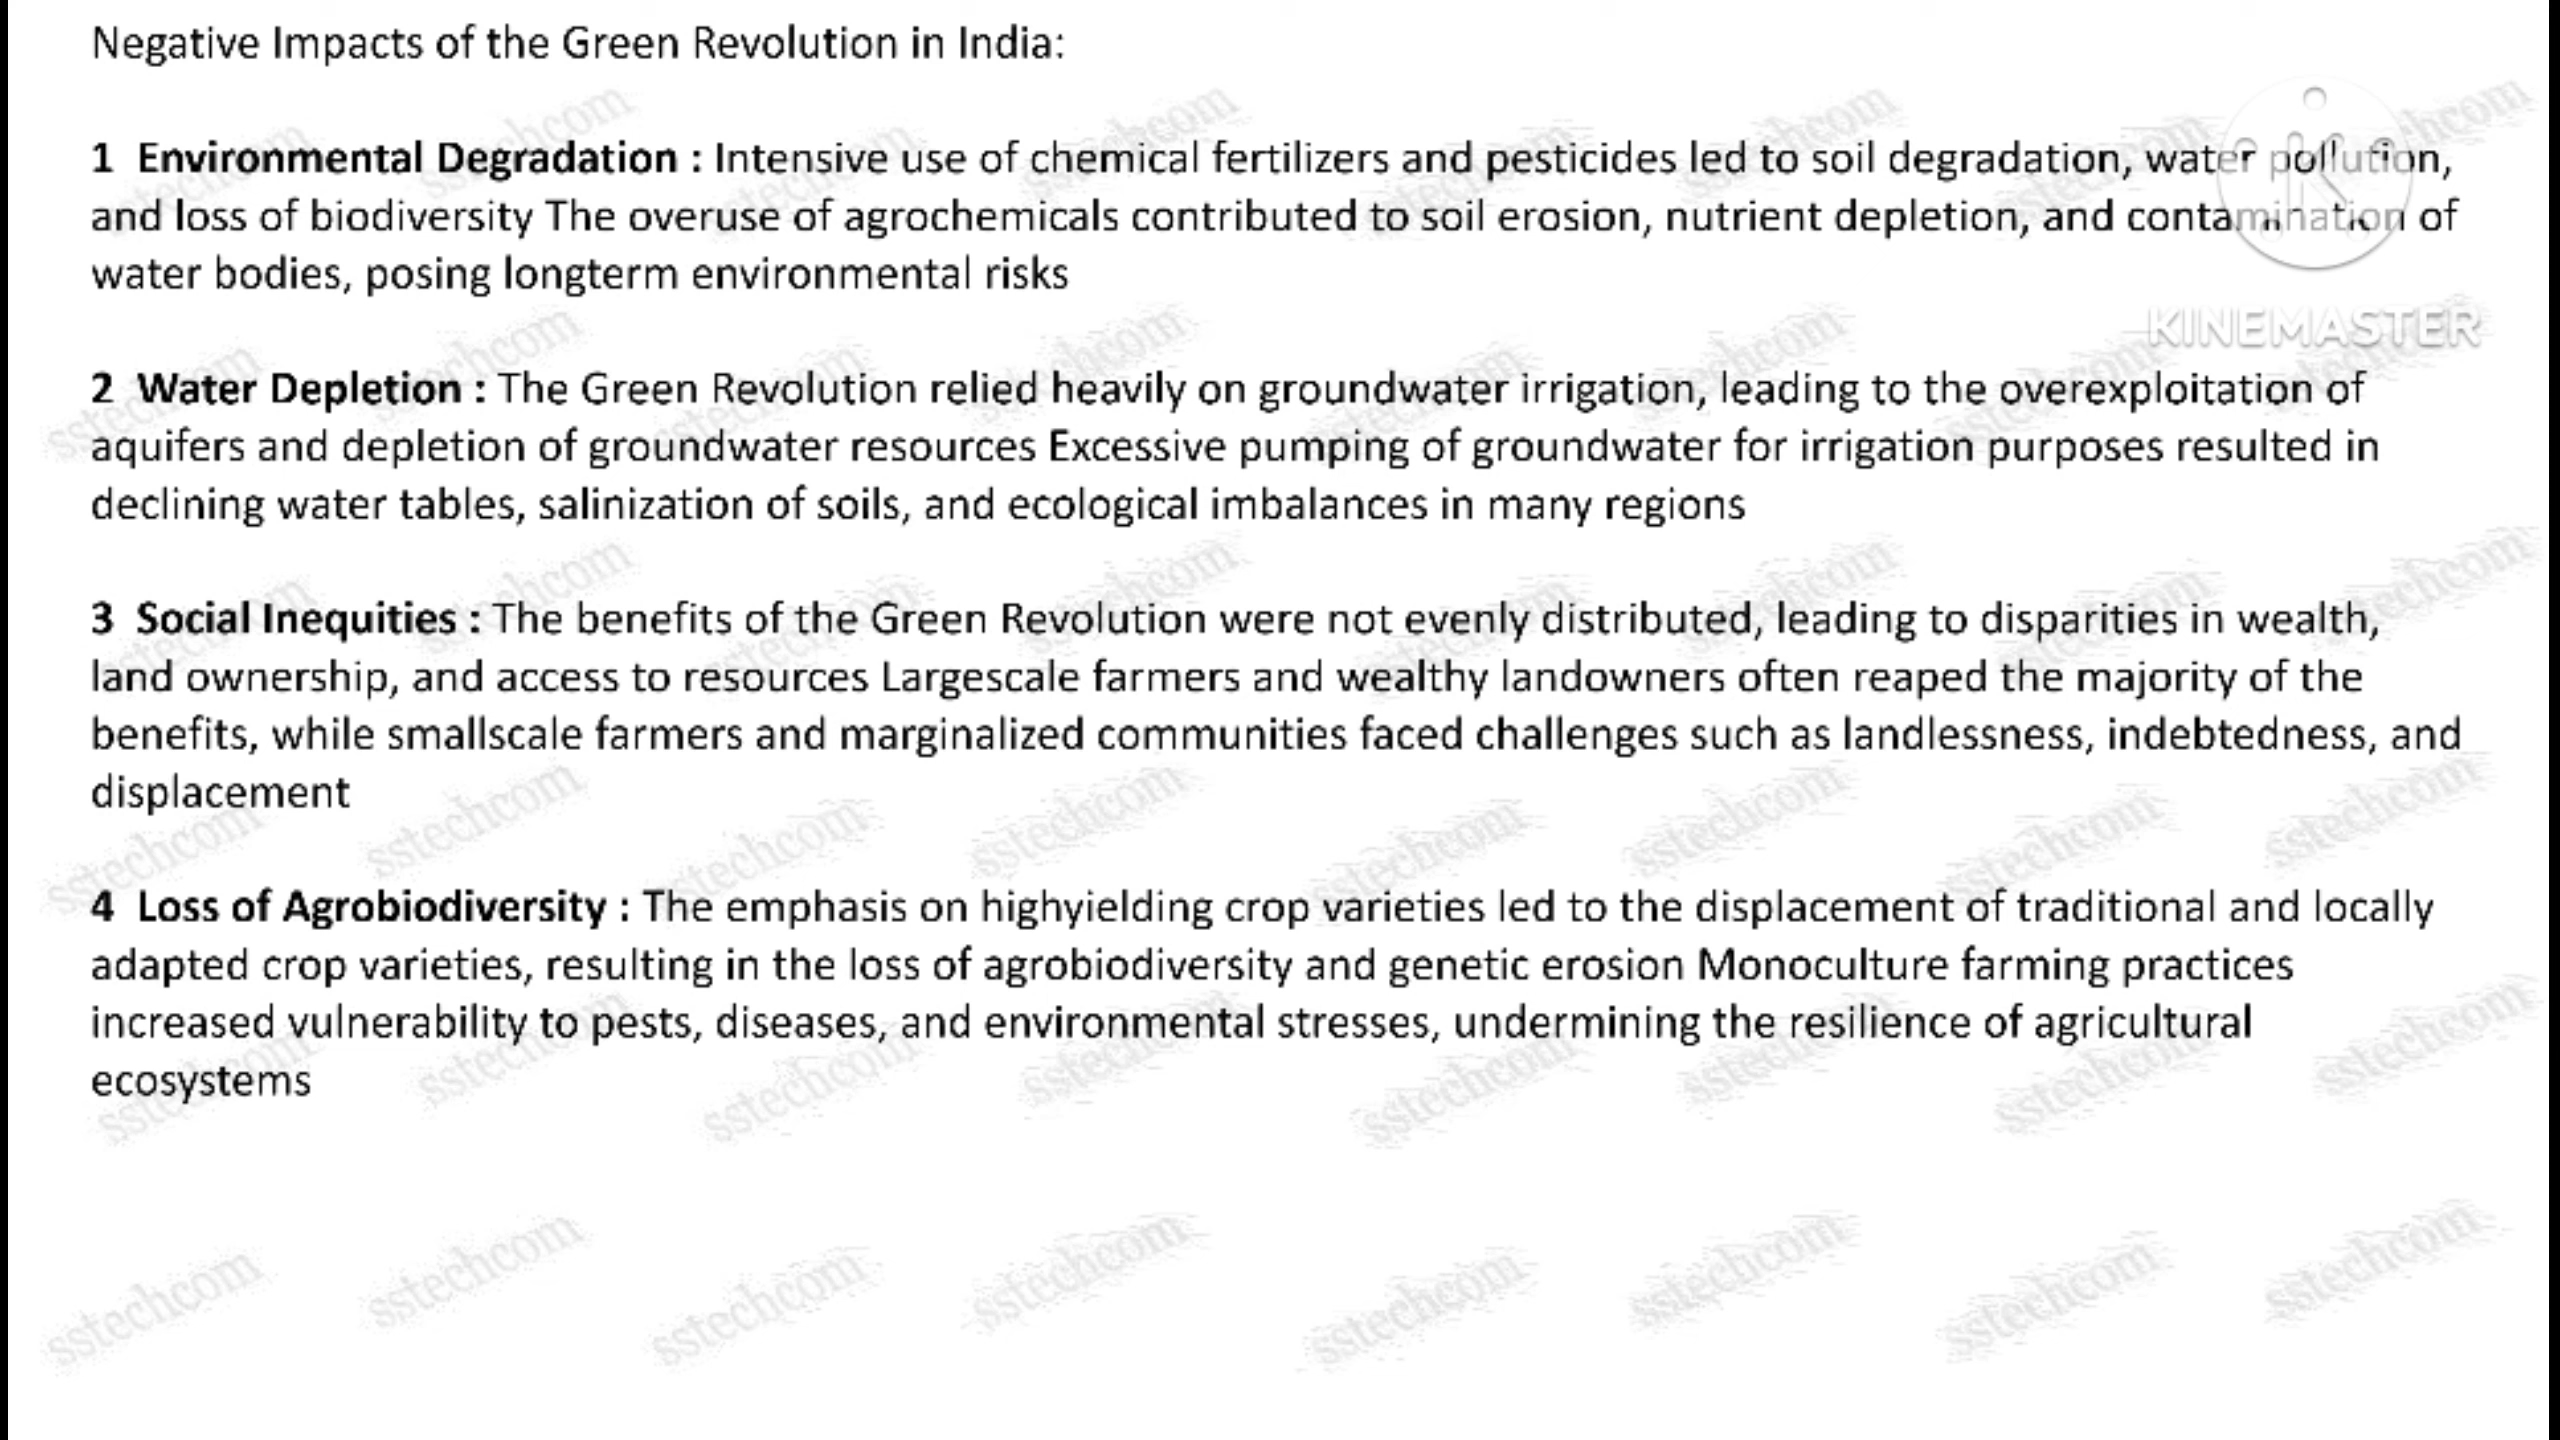 Negative Impacts of the Green Revolution in India:
1 Environmental Degradation : Intensive use of chemical fertilizers and pesticides led to soil degradation, water pollution,
and loss of biodiversity The overuse of agrochemicals contributed to soil erosion, nutrient depletion, and contamination of
water bodies, posing longterm environmental risks
KINEMASTER
2 Water Depletion : The Green Revolution relied heavily on groundwater irrigation, leading to the overexploitation of
aquifers and depletion of groundwater resources Excessive pumping of groundwater for irrigation purposes resulted in
declining water tables, salinization of soils, and ecological imbalances in many regions
3 Social Inequities : The benefits of the Green Revolution were not evenly distributed, leading to disparities in wealth,
land ownership, and access to resources Largescale farmers and wealthy landowners often reaped the majority of the
benefits, while smallscale farmers and marginalized communities faced challenges such as landlessness, indebtedness, and
displacement
4 Loss of Agrobiodiversity : The emphasis on highyielding crop varieties led to the displacement of traditional and locally
adapted crop varieties, resulting in the loss of agrobiodiversity and genetic erosion Monoculture farming practices
increased vulnerability to pests, diseases, and environmental stresses, undermining the resilience of agricultural
ecosystems
sstechcom sstechcom sstechcom sstechcom sstechcom sstechcom sstechcom sstechcom